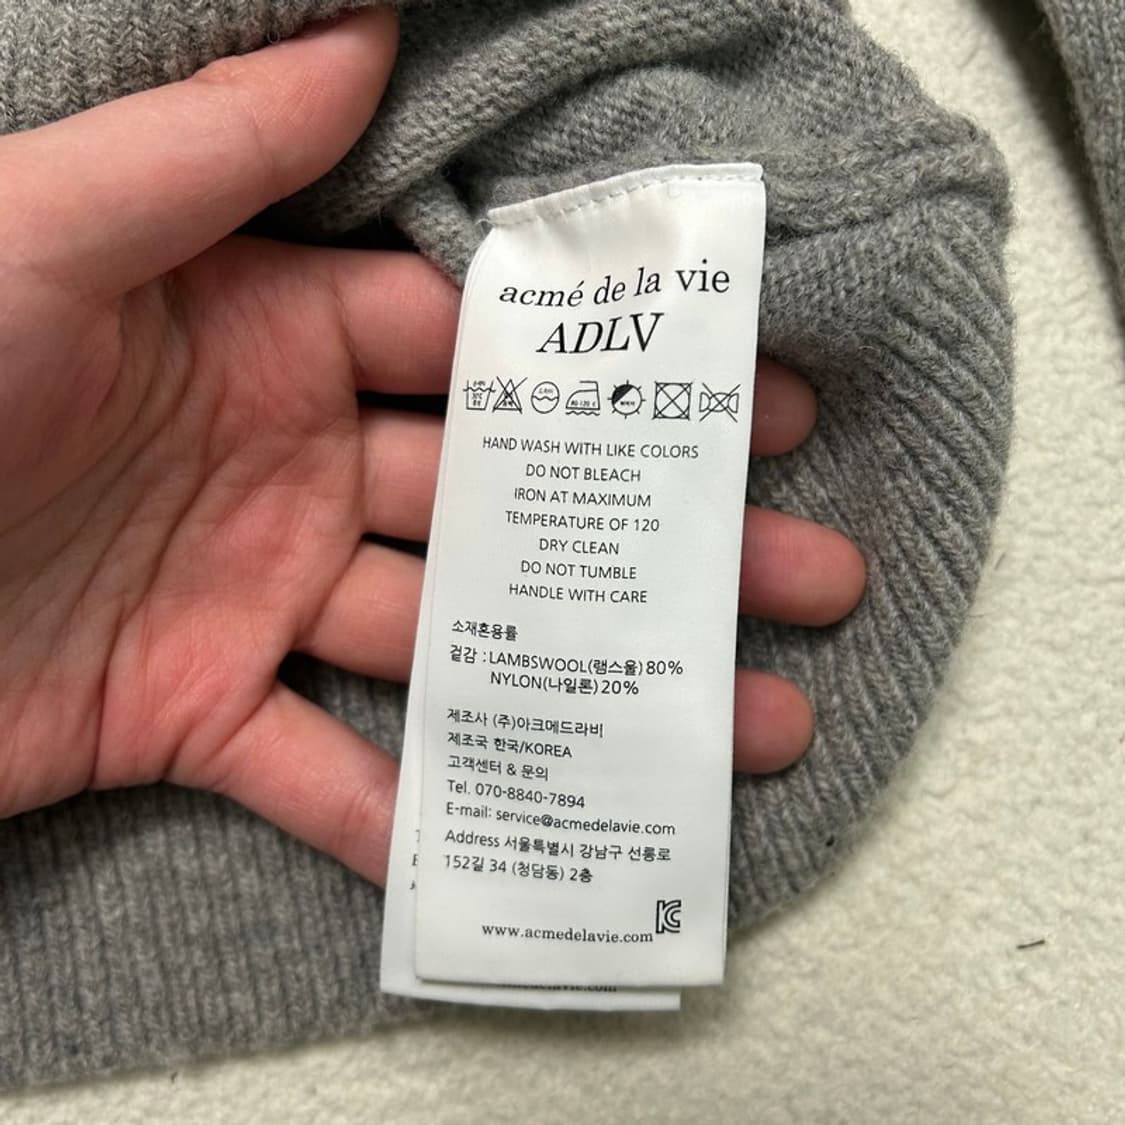 acmé de la vie
ADLV
30℃
80~120℃
HAND WASH WITH LIKE COLORS
DO NOT BLEACH
IRON AT MAXIMUM
TEMPERATURE OF 120
DRY CLEAN
DO NOT TUMBLE
HANDLE WITH CARE
소재혼용률
겉감 : LAMBSWOOL(램스울) 80%
NYLON(나일론) 20%
제조사 (주)아크메드라비
제조국 한국/KOREA
고객센터 & 문의
Tel. 070-8840-7894
E-mail: service@acmedelavie.com
Address 서울특별시 강남구 선릉로
152길 34 (청담동) 2층
www.acmedelavie.com